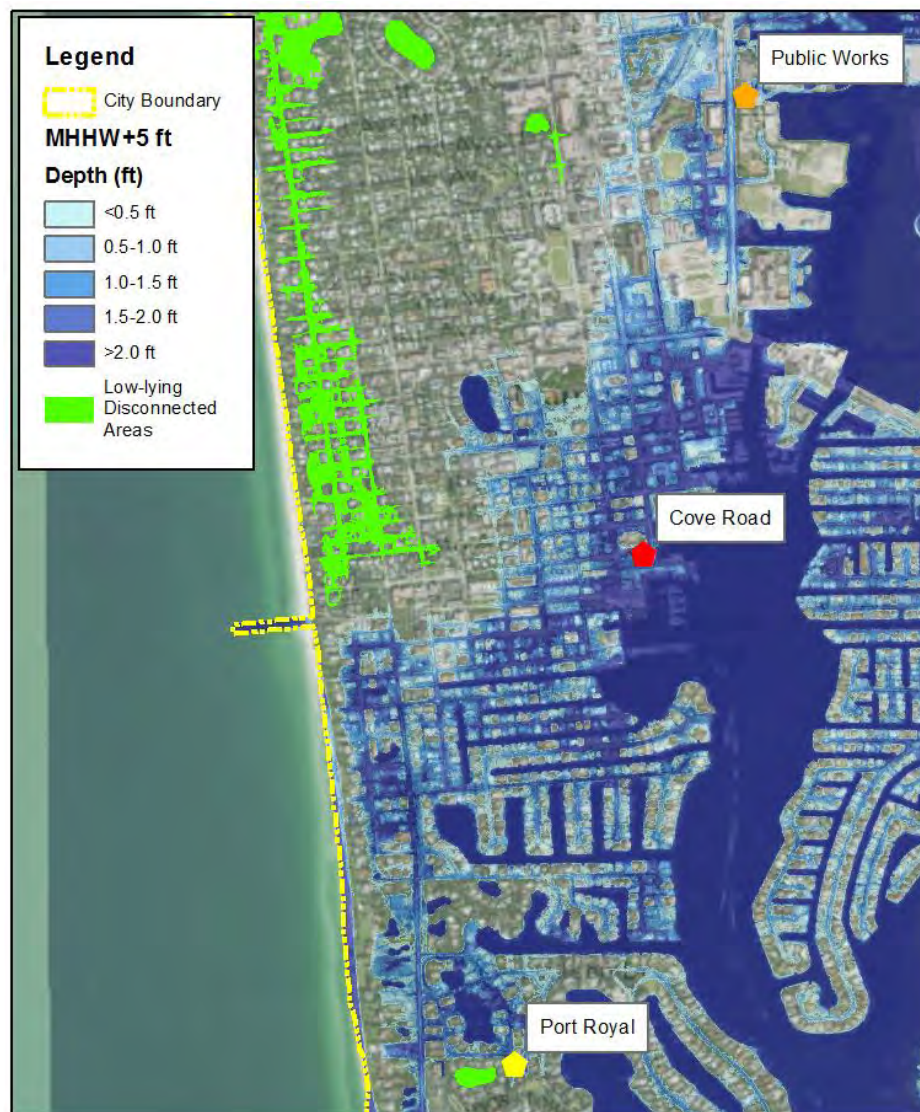 Legend
City Boundary
MHHW+5 ft
Depth (ft)
<0.5 ft
0.5-1.0 ft
1.0-1.5 ft
1.5-2.0 ft
>2.0 ft
Low-lying
Disconnected
Areas
Public Works
Cove Road
Port Royal